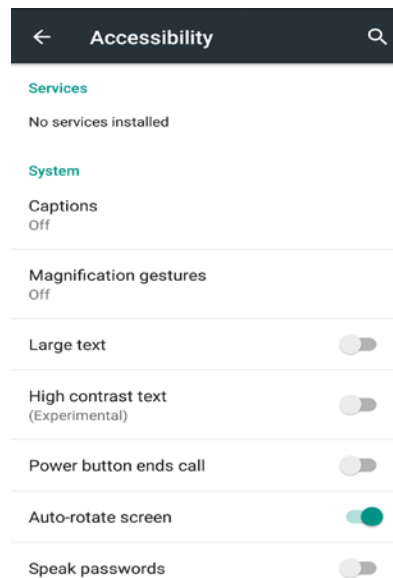 Accessibility
Services
No services installed
System
Captions
Off
Magnification gestures
Off
Large text
High contrast text
(Experimental)
Power button ends call
Auto-rotate screen
Speak passwords